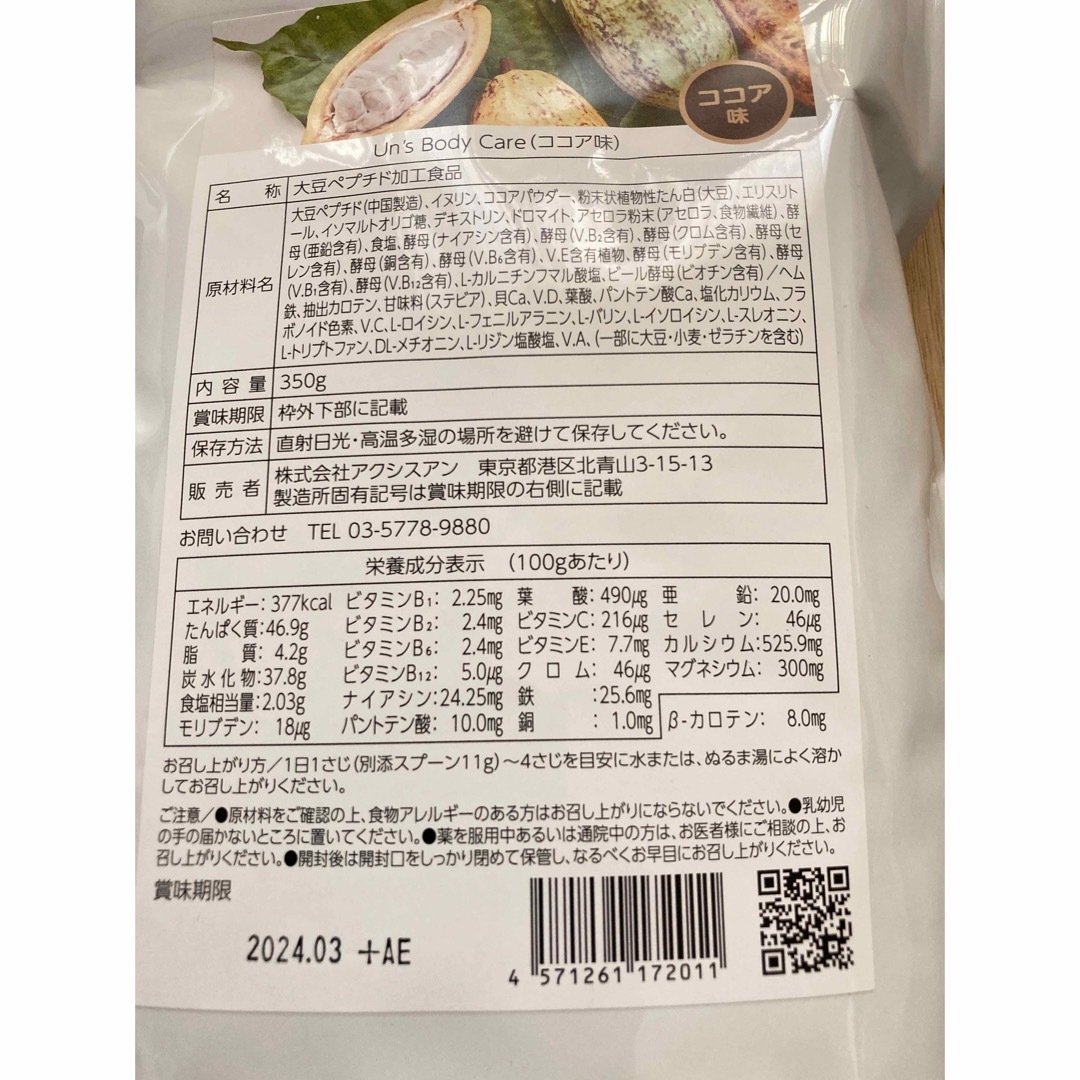 ココア
味
Un's Body Care(ココア味)
名 称 大豆ペプチド加工食品
原材料名
大豆ペプチド(中国製造)、イヌリン、ココアパウダー、粉末状植物性たん白(大豆)、エリスリト
ール、イソマルトオリゴ糖、デキストリン、ドロマイト、アセロラ粉末(アセロラ、食物繊維)、酵
母(亜鉛含有)、食塩、酵母(ナイアシン含有)、酵母(V.B₂含有)、酵母(クロム含有)、酵母(セ
レン含有)、酵母(銅含有)、酵母(V.B₆含有)、V.E含有植物、酵母(モリブデン含有)、酵母
(V.B₁含有)、酵母(V.B₁₂含有)、L-カルニチンフマル酸塩、ビール酵母(ビオチン含有)/ヘム
鉄、抽出カロテン、甘味料(ステビア)、貝Ca、V.D、葉酸、パントテン酸Ca、塩化カリウム、フラ
ボノイド色素、V.C、L-ロイシン、L-フェニルアラニン、L-バリン、L-イソロイシン、L-スレオニン、
L-トリプトファン、DL-メチオニン、L-リジン塩酸塩、V.A、(一部に大豆・小麦・ゼラチンを含む)
内容量 350g
賞味期限 枠外下部に記載
保存方法 直射日光・高温多湿の場所を避けて保存してください。
販売者 株式会社アクシスアン 東京都港区北青山3-15-13
製造所固有記号は賞味期限の右側に記載
お問い合わせ TEL 03-5778-9880
栄養成分表示 (100gあたり)
エネルギー:377kcal ビタミンB₁: 2.25mg 葉 酸:490μg 亜 鉛: 20.0mg
たんぱく質:46.9g ビタミンB₂: 2.4mg ビタミンC:216μg セ レ ン: 46μg
脂 質: 4.2g ビタミンB₆: 2.4mg ビタミンE: 7.7mg カルシウム:525.9mg
炭水化物:37.8g ビタミンB₁₂: 5.0μg ク ロ ム: 46μg マグネシウム: 300mg
食塩相当量:2.03g ナイアシン:24.25mg 鉄 :25.6mg
モリブデン: 18μg パントテン酸: 10.0mg 銅 : 1.0mg β-カロテン: 8.0mg
お召し上がり方/1日1さじ(別添スプーン11g)〜4さじを目安に水または、ぬるま湯によく溶か
してお召し上がりください。
ご注意/●原材料をご確認の上、食物アレルギーのある方はお召し上がりにならないでください。●乳幼児
の手の届かないところに置いてください。●薬を服用中あるいは通院中の方は、お医者様にご相談の上、お
召し上がりください。●開封後は開封口をしっかり閉めて保管し、なるべくお早目にお召し上がりください。
賞味期限
2024.03 +AE
4 571261 172011